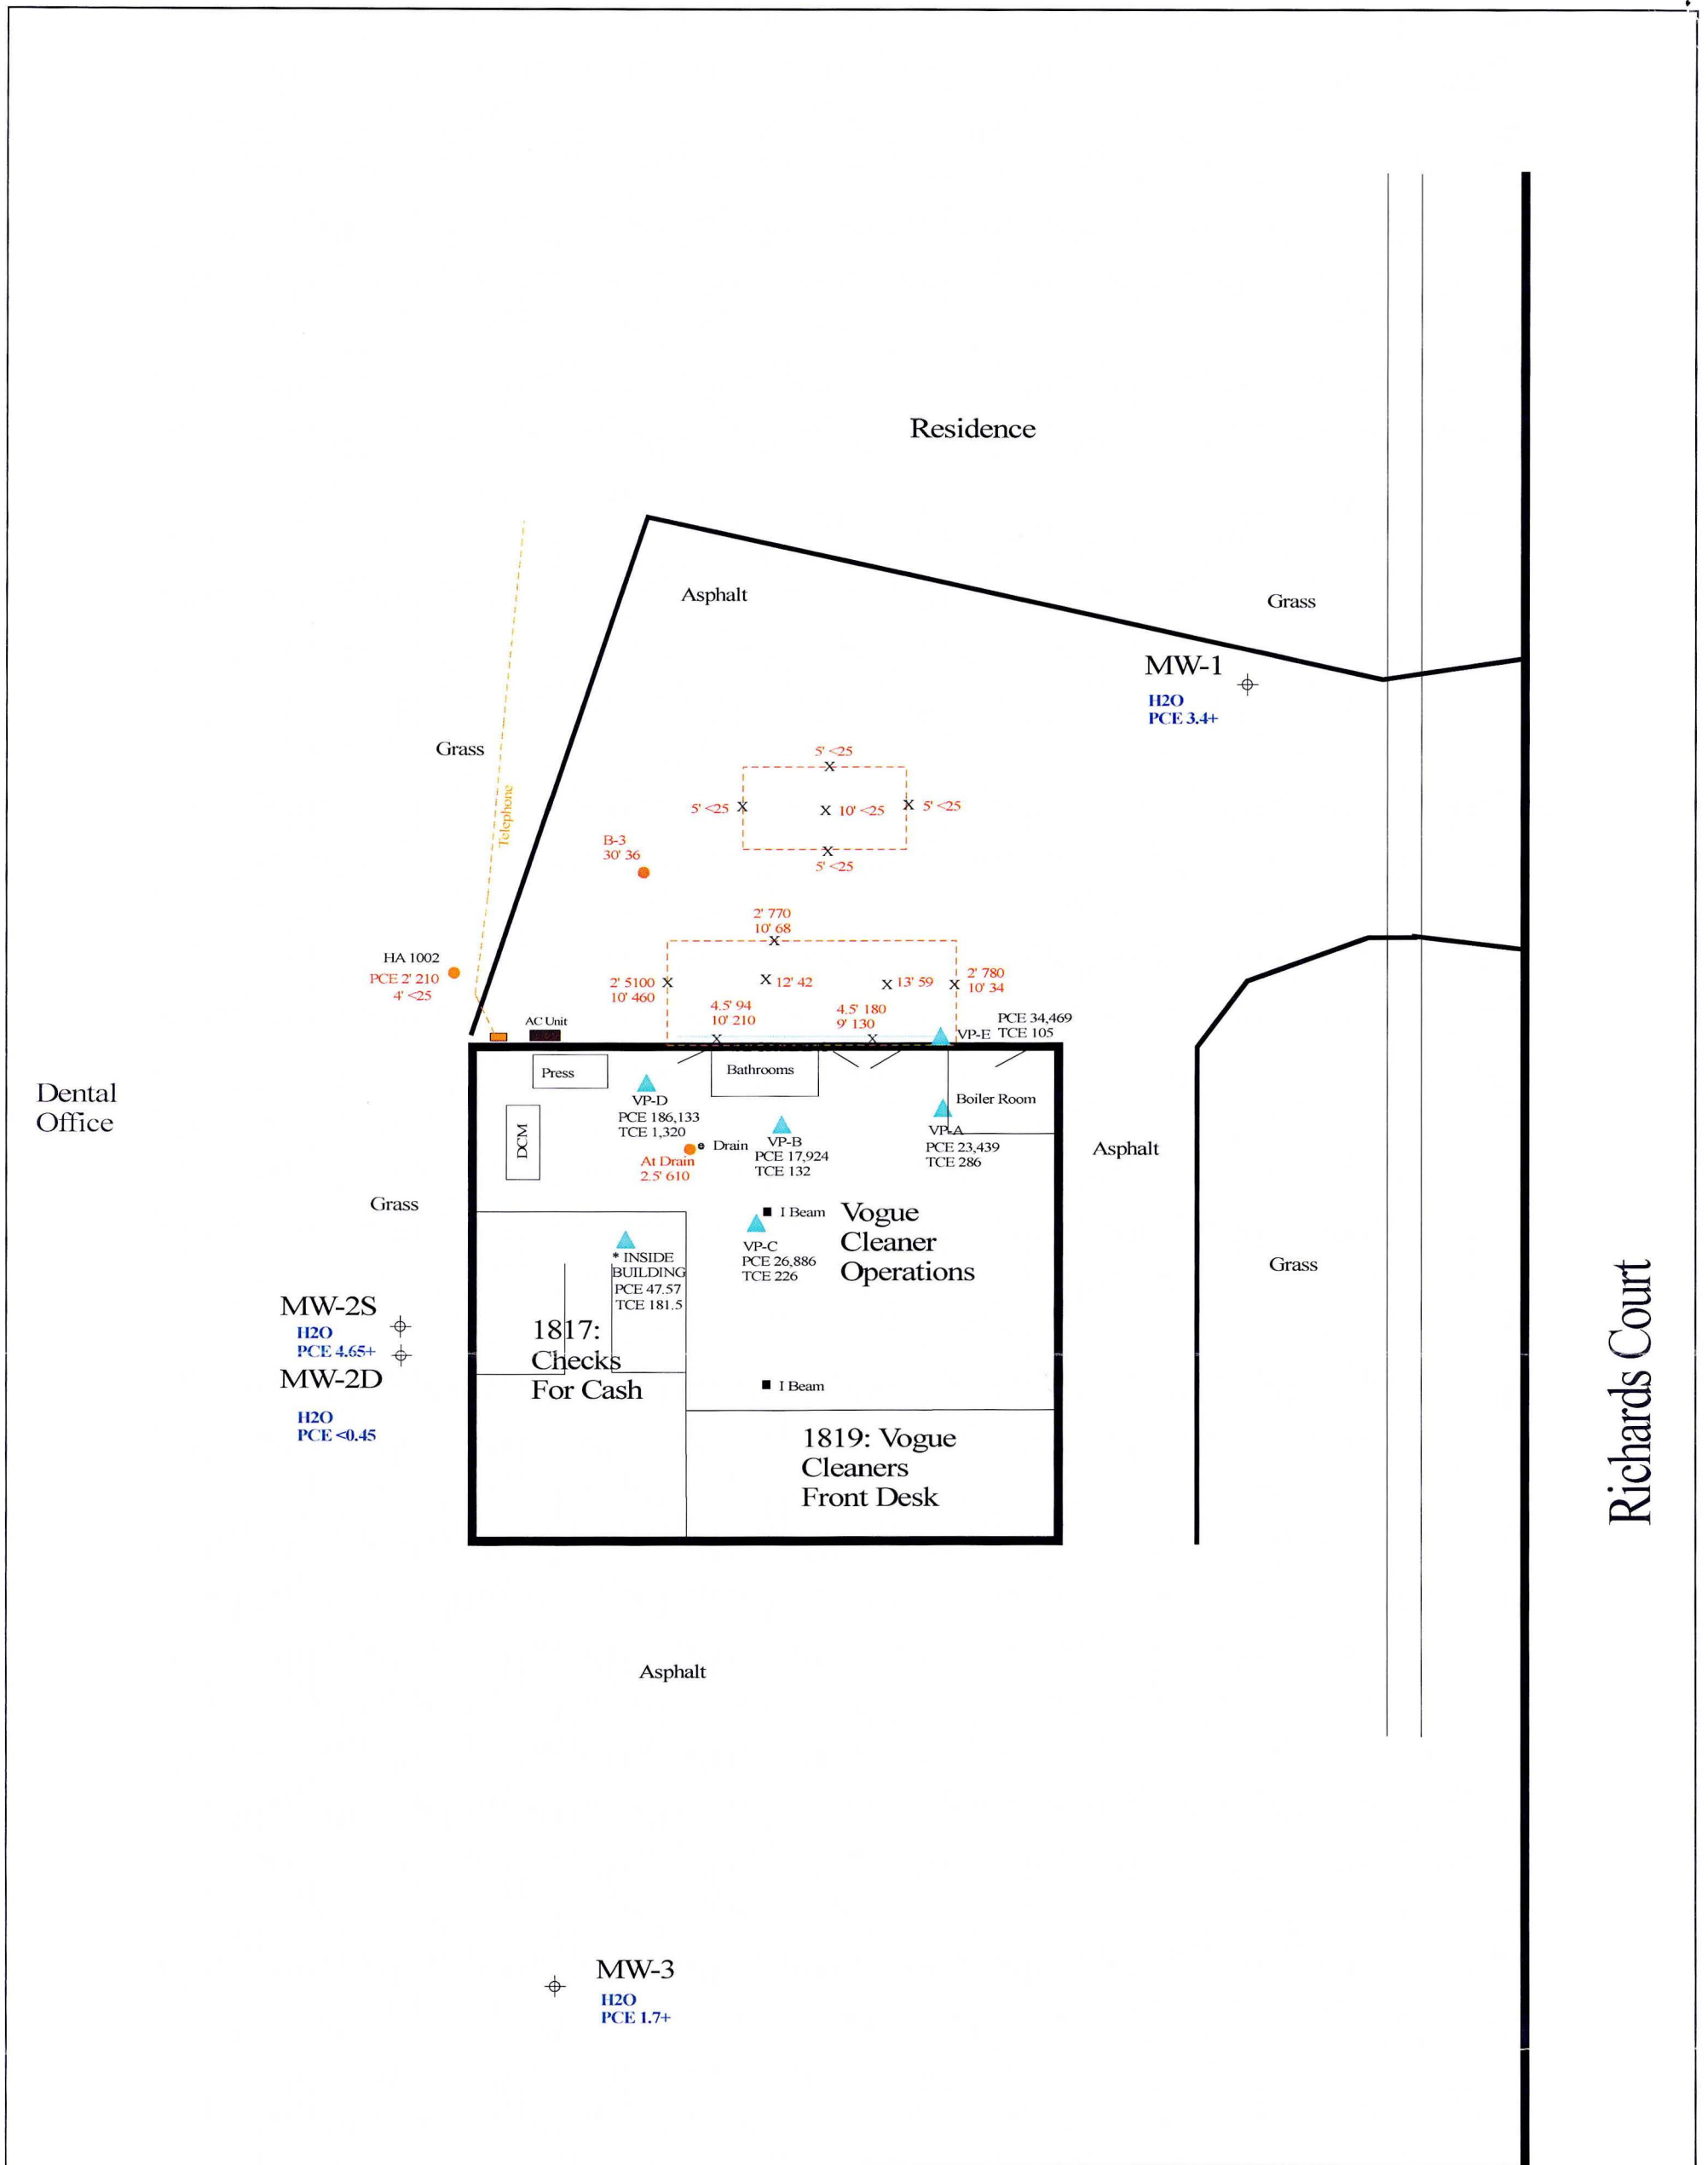 Residence
Asphalt
Grass
MW-1
H2O
PCE 3.4+
Grass
Telephone
5' <25
5' <25
X
X
X 10' <25
X
5' <25
X
5' <25
B-3
30' 36
2' 770
10' 68
X
HA 1002
PCE 2' 210
4' <25
2' 5100
10' 460
X
X 12' 42
X 13' 59
X
2' 780
10' 34
4.5' 94
10' 210
X
4.5' 180
9' 130
X
AC Unit
VP-E
PCE 34,469
TCE 105
Dental
Office
Press
Bathrooms
Boiler Room
DCM
VP-D
PCE 186,133
TCE 1,320
Drain
At Drain
2.5' 610
VP-B
PCE 17,924
TCE 132
VP-A
PCE 23,439
TCE 286
Asphalt
Grass
I Beam
Vogue
Cleaner
Operations
VP-C
PCE 26,886
TCE 226
* INSIDE
BUILDING
PCE 47.57
TCE 181.5
Grass
Richards Court
MW-2S
H2O
PCE 4.65+
MW-2D
H2O
PCE <0.45
1817:
Checks
For Cash
I Beam
1819: Vogue
Cleaners
Front Desk
Asphalt
MW-3
H2O
PCE 1.7+